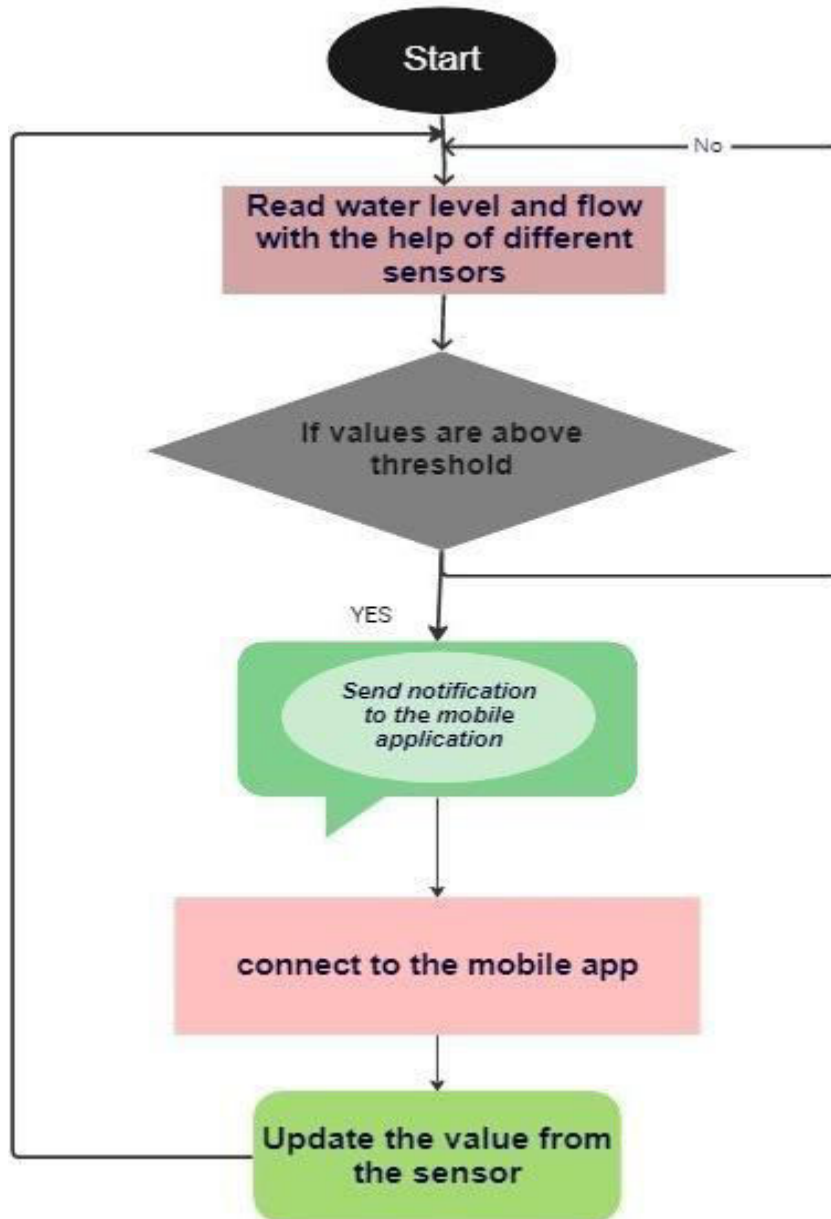 Start
No
Read water level and flow
with the help of different
sensors
If values are above
threshold
YES
Send notification
to the mobile
application
connect to the mobile app
Update the value from
the sensor